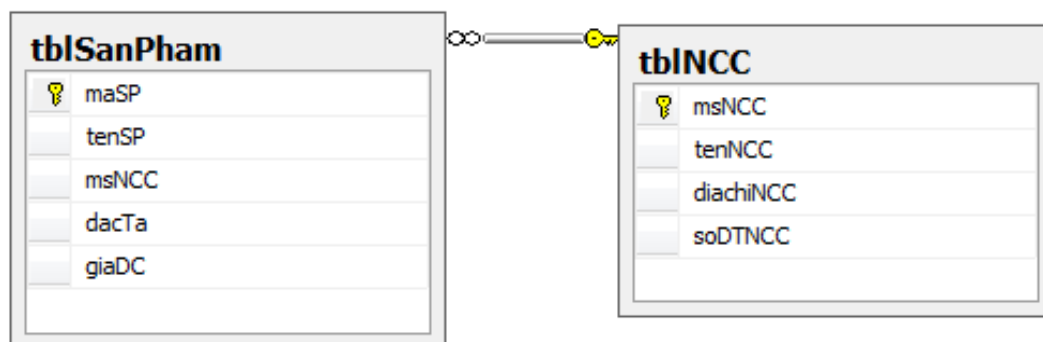 tblSanPham
maSP
tenSP
msNCC
dacTa
giaDC
tblNCC
msNCC
tenNCC
diachiNCC
soDTNCC